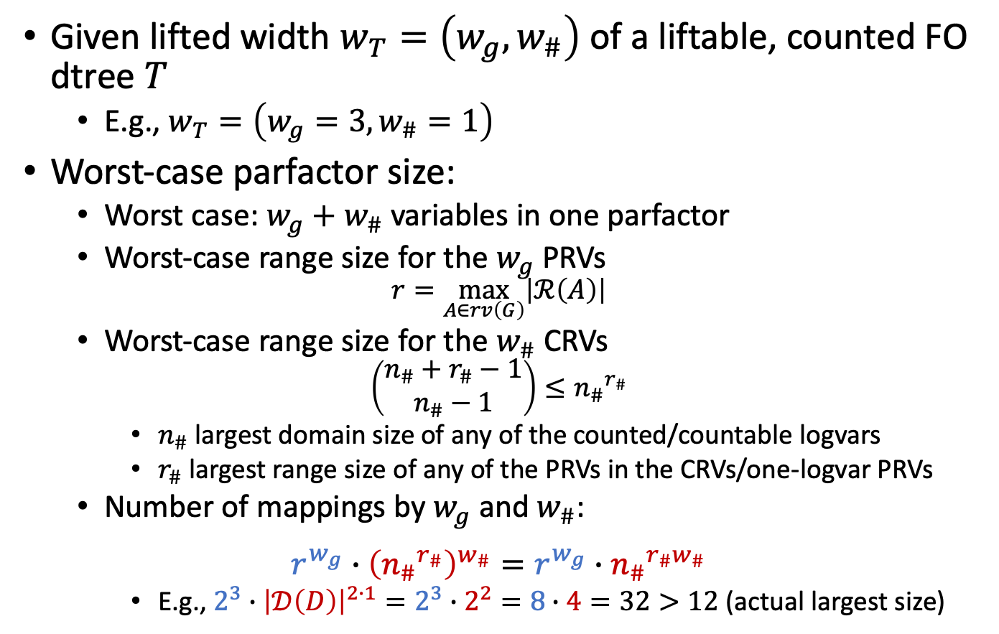 • Given lifted width w_T = (w_g, w_#) of a liftable, counted FO
dtree T
• E.g., w_T = (w_g = 3, w_# = 1)
• Worst-case parfactor size:
• Worst case: w_g + w_# variables in one parfactor
• Worst-case range size for the w_g PRVs
r = max_{A∈rv(G)} |ℛ(A)|
• Worst-case range size for the w_# CRVs
(n_# + r_# − 1 
n_# − 1) ≤ n_#^{r_#}
• n_# largest domain size of any of the counted/countable logvars
• r_# largest range size of any of the PRVs in the CRVs/one-logvar PRVs
• Number of mappings by w_g and w_#:
r^{w_g} · (n_#^{r_#})^{w_#} = r^{w_g} · n_#^{r_# w_#}
• E.g., 2^3 · |𝒟(D)|^{2·1} = 2^3 · 2^2 = 8 · 4 = 32 > 12 (actual largest size)